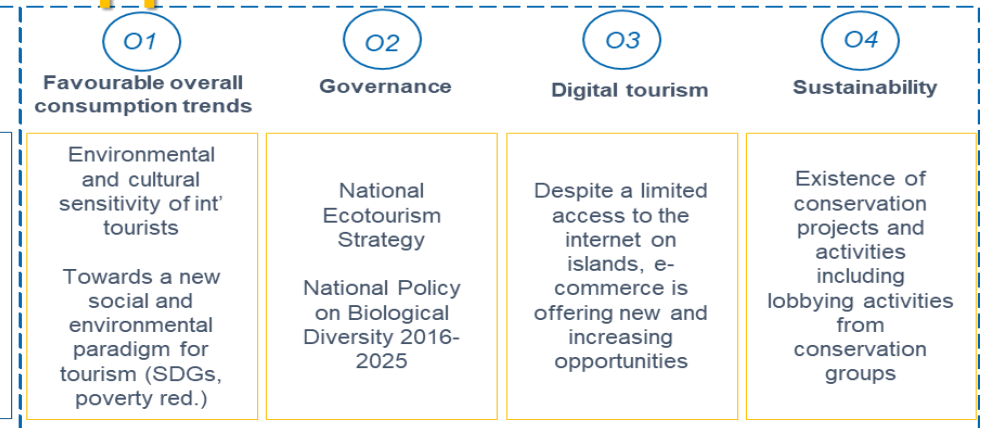 O1
Favourable overall
consumption trends
Environmental
and cultural
sensitivity of int'
tourists
Towards a new
social and
environmental
paradigm for
tourism (SDGs,
poverty red.)
O2
Governance
National
Ecotourism
Strategy
National Policy
on Biological
Diversity 2016-
2025
O3
Digital tourism
Despite a limited
access to the
internet on
islands, e-
commerce is
offering new and
increasing
opportunities
O4
Sustainability
Existence of
conservation
projects and
activities
including
lobbying activities
from
conservation
groups